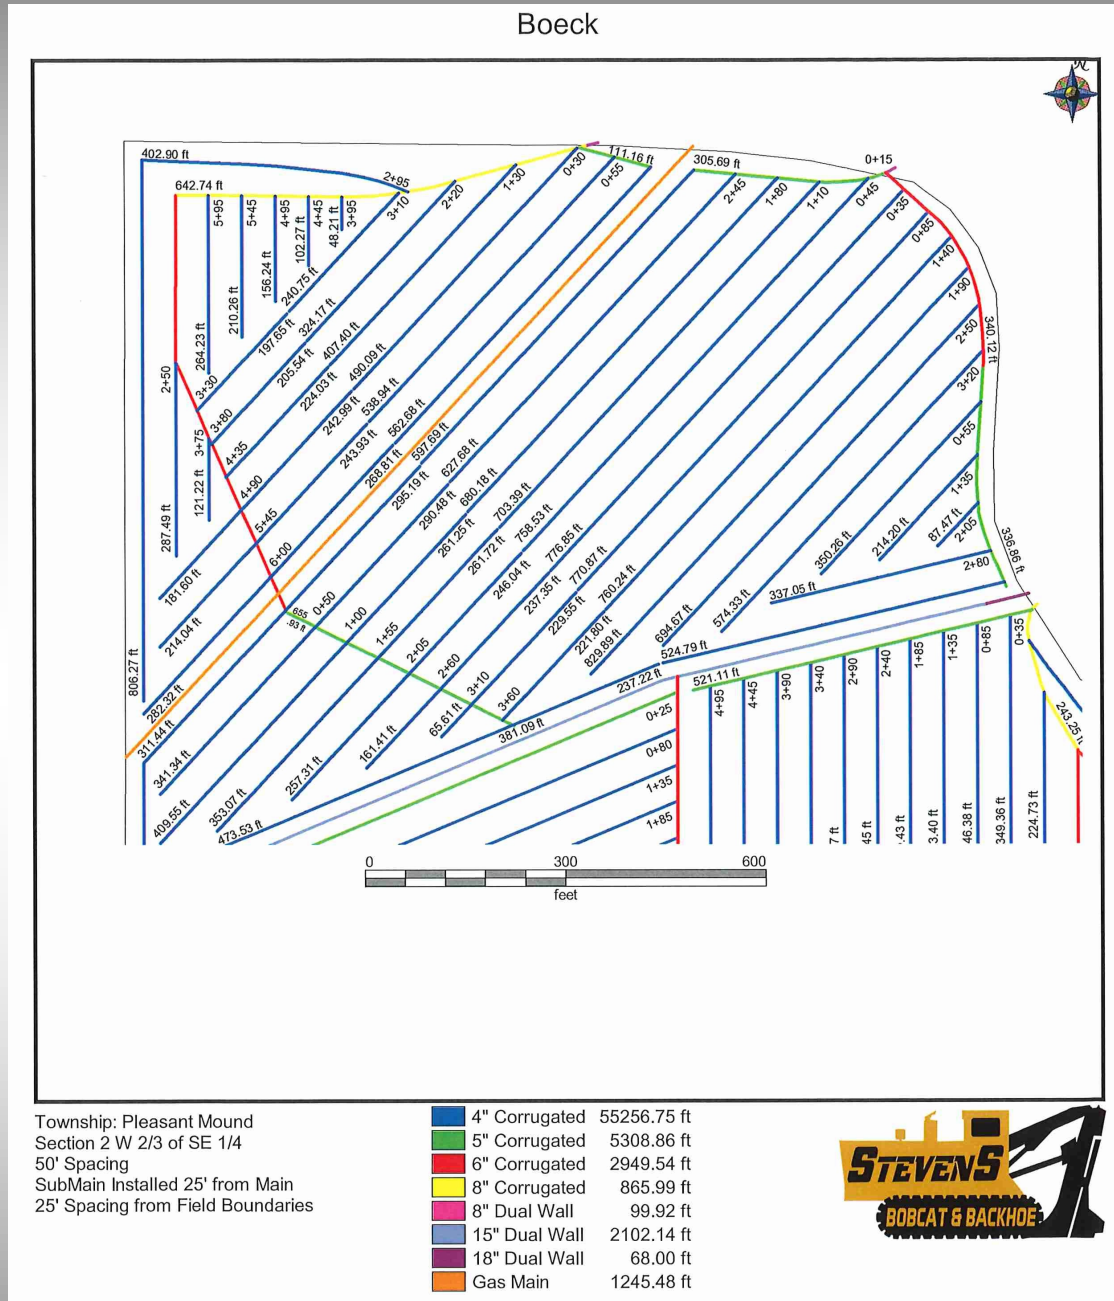 Boeck
N
402.90 ft
2+95
642.74 ft
5+95
5+45
4+95
102.27 ft
4+45
48.21 ft
3+95
3+10
2+20
1+30
0+30
111.16 ft
0+55
305.69 ft
2+45
1+80
1+10
0+45
0+15
0+35
0+85
1+40
1+90
2+50
340.12 ft
3+20
0+55
1+35
2+05
87.47 ft
214.20 ft
350.26 ft
336.86 ft
2+80
337.05 ft
264.23 ft
210.26 ft
156.24 ft
240.75 ft
197.65 ft
324.17 ft
205.54 ft
407.40 ft
224.03 ft
490.09 ft
242.99 ft
538.94 ft
243.93 ft
562.68 ft
268.81 ft
597.69 ft
295.19 ft
627.68 ft
290.48 ft
680.18 ft
261.25 ft
703.39 ft
261.72 ft
758.53 ft
246.04 ft
776.85 ft
237.35 ft
770.87 ft
229.55 ft
760.24 ft
221.80 ft
829.89 ft
694.67 ft
574.33 ft
524.79 ft
2+50
3+30
3+80
3+75
4+35
4+90
5+45
6+00
121.22 ft
287.49 ft
181.60 ft
214.04 ft
806.27 ft
282.32 ft
311.44 ft
341.34 ft
409.55 ft
353.07 ft
473.53 ft
257.31 ft
161.41 ft
65.61 ft
655
.93 ft
0+50
1+00
1+55
2+05
2+60
3+10
3+60
381.09 ft
237.22 ft
521.11 ft
0+25
0+80
1+35
1+85
4+95
4+45
3+90
3+40
2+90
2+40
1+85
1+35
0+85
0+35
243.25 ft
7 ft
45 ft
.43 ft
3.40 ft
46.38 ft
349.36 ft
224.73 ft
0 300 600
feet
Township: Pleasant Mound
Section 2 W 2/3 of SE 1/4
50' Spacing
SubMain Installed 25' from Main
25' Spacing from Field Boundaries
4" Corrugated 55256.75 ft
5" Corrugated 5308.86 ft
6" Corrugated 2949.54 ft
8" Corrugated 865.99 ft
8" Dual Wall 99.92 ft
15" Dual Wall 2102.14 ft
18" Dual Wall 68.00 ft
Gas Main 1245.48 ft
STEVENS
BOBCAT & BACKHOE